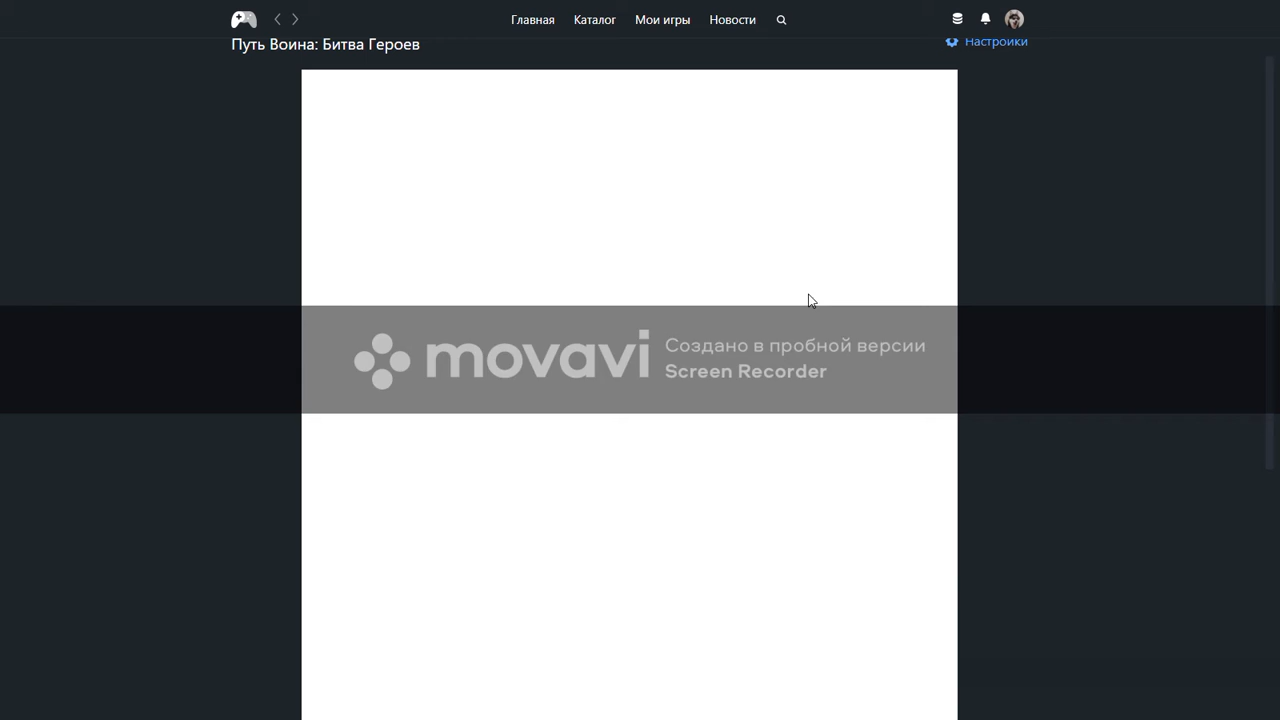 Главная Каталог Мои игры Новости
Путь Воина: Битва Героев
Настройки
movavi
Создано в пробной версии
Screen Recorder